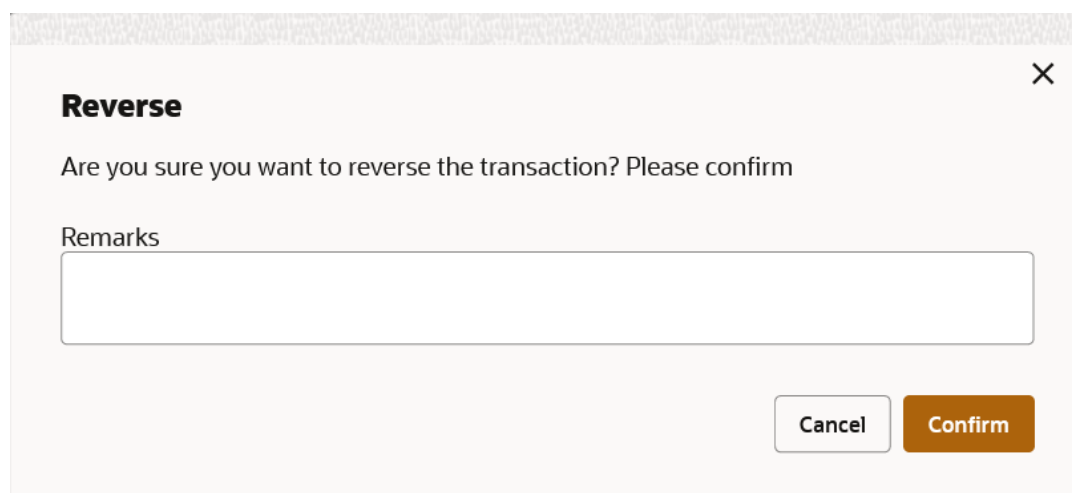 Reverse
Are you sure you want to reverse the transaction? Please confirm
Remarks
Cancel Confirm